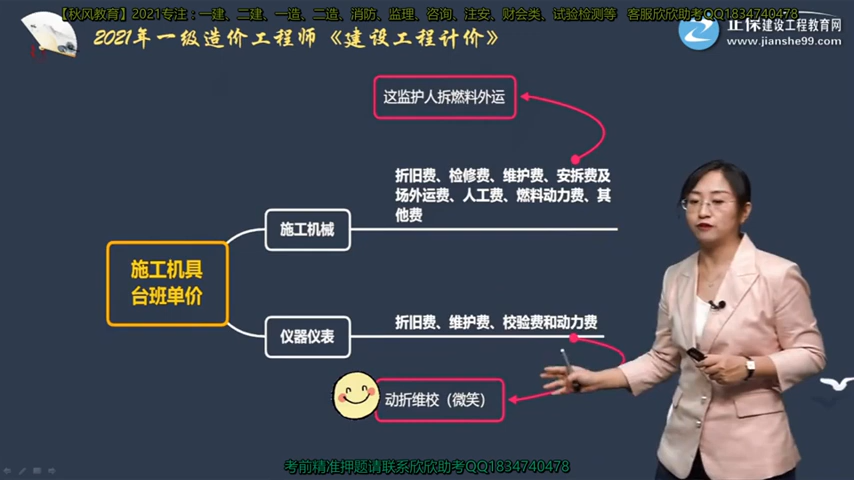 【秋风教育】2021专注：一建、二建、一造、二造、消防、监理、咨询、注安、财会类、试验检测等 客服欣欣助考QQ1834740478
2021年一级造价工程师《建设工程计价》
正保建设工程教育网
www.jianshe99.com
这监护人拆燃料外运
折旧费、检修费、维护费、安拆费及
场外运费、人工费、燃料动力费、其
他费
施工机械
施工机具
台班单价
仪器仪表
折旧费、维护费、校验费和动力费
动折维校（微笑）
考前精准押题请联系欣欣助考QQ1834740478